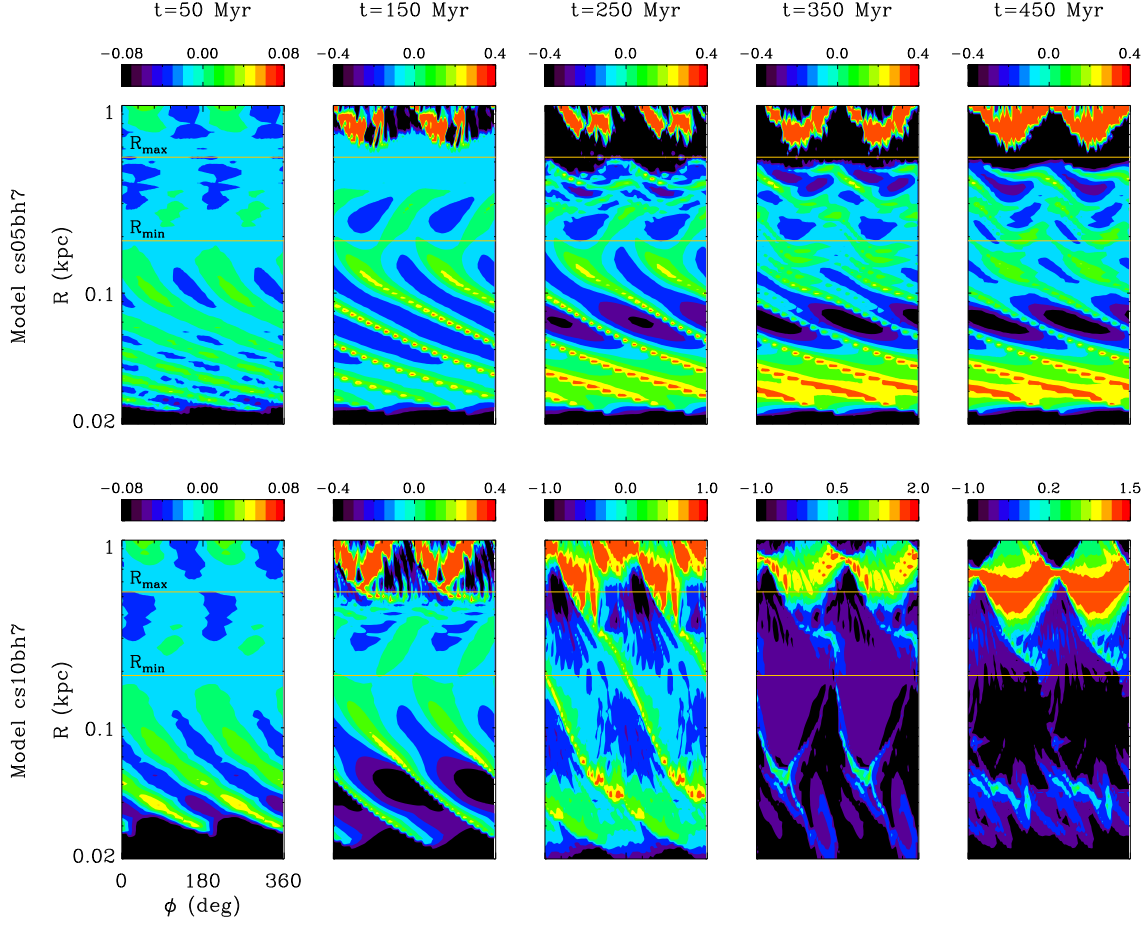 t=50 Myr t=150 Myr t=250 Myr t=350 Myr t=450 Myr
−0.08 0.00 0.08 −0.4 0.0 0.4 −0.4 0.0 0.4 −0.4 0.0 0.4 −0.4 0.0 0.4
Model cs05bh7
R (kpc)
1
0.1
0.02
Rmax
Rmin
−0.08 0.00 0.08 −0.4 0.0 0.4 −1.0 0.0 1.0 −1.0 0.5 2.0 −1.0 0.2 1.5
Model cs10bh7
R (kpc)
1
0.1
0.02
Rmax
Rmin
0 180 360
ϕ (deg)